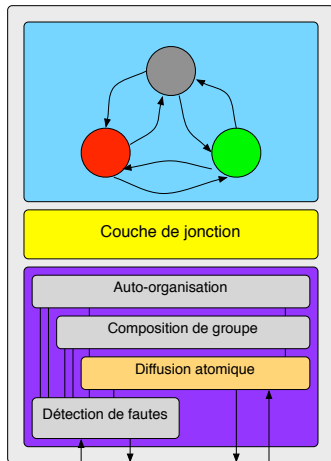 Couche de jonction
Auto-organisation
Composition de groupe
Diffusion atomique
Détection de fautes